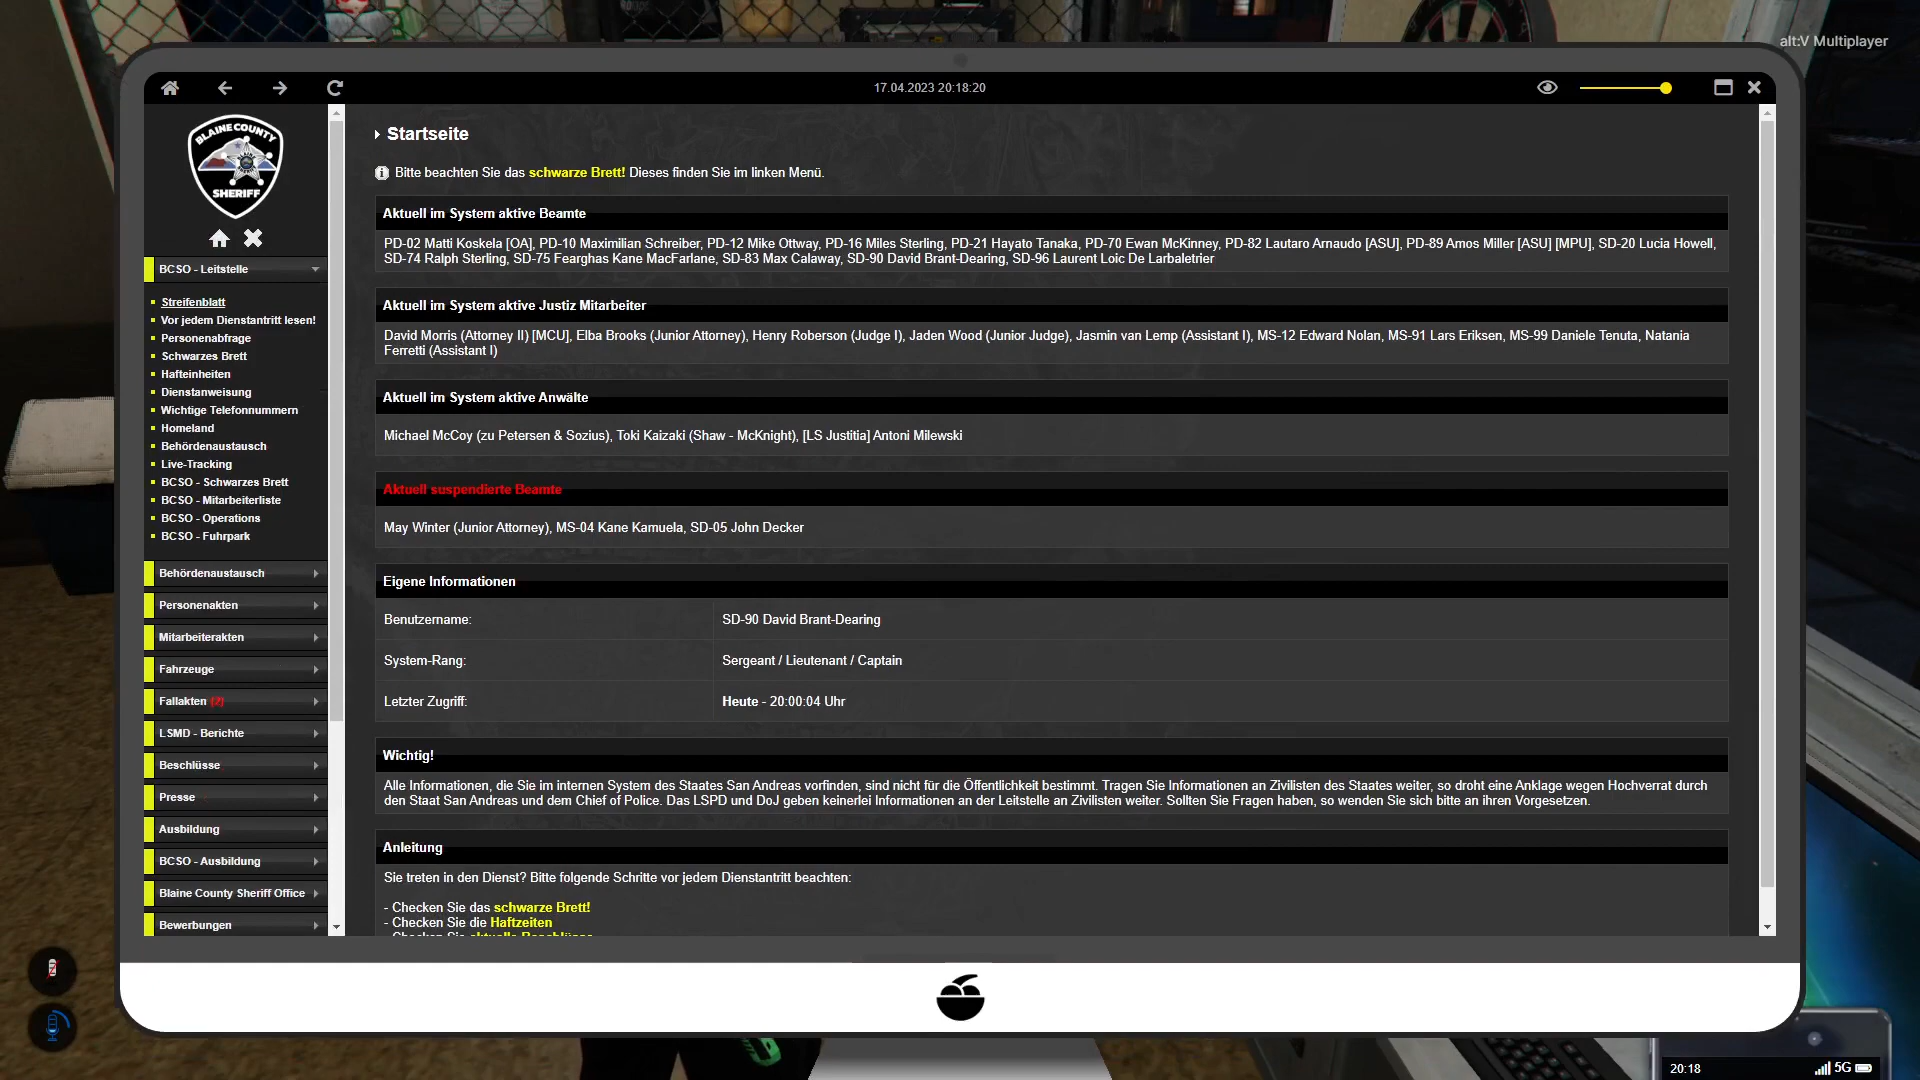 alt:V Multiplayer
17.04.2023 20:18:20
BLAINE COUNTY
SHERIFF
BCSO - Leitstelle
Streifenblatt
Vor jedem Dienstantritt lesen!
Personenabfrage
Schwarzes Brett
Hafteinheiten
Dienstanweisung
Wichtige Telefonnummern
Homeland
Behördenaustausch
Live-Tracking
BCSO - Schwarzes Brett
BCSO - Mitarbeiterliste
BCSO - Operations
BCSO - Fuhrpark
Behördenaustausch
Personenakten
Mitarbeiterakten
Fahrzeuge
Fallakten (2)
LSMD - Berichte
Beschlüsse
Presse
Ausbildung
BCSO - Ausbildung
Blaine County Sheriff Office
Bewerbungen
Startseite
Bitte beachten Sie das schwarze Brett! Dieses finden Sie im linken Menü.
Aktuell im System aktive Beamte
PD-02 Matti Koskela [OA], PD-10 Maximilian Schreiber, PD-12 Mike Ottway, PD-16 Miles Sterling, PD-21 Hayato Tanaka, PD-70 Ewan McKinney, PD-82 Lautaro Arnaudo [ASU], PD-89 Amos Miller [ASU] [MPU], SD-20 Lucia Howell,
SD-74 Ralph Sterling, SD-75 Fearghas Kane MacFarlane, SD-83 Max Calaway, SD-90 David Brant-Dearing, SD-96 Laurent Loic De Larbaletrier
Aktuell im System aktive Justiz Mitarbeiter
David Morris (Attorney II) [MCU], Elba Brooks (Junior Attorney), Henry Roberson (Judge I), Jaden Wood (Junior Judge), Jasmin van Lemp (Assistant I), MS-12 Edward Nolan, MS-91 Lars Eriksen, MS-99 Daniele Tenuta, Natania
Ferretti (Assistant I)
Aktuell im System aktive Anwälte
Michael McCoy (zu Petersen & Sozius), Toki Kaizaki (Shaw - McKnight), [LS Justitia] Antoni Milewski
Aktuell suspendierte Beamte
May Winter (Junior Attorney), MS-04 Kane Kamuela, SD-05 John Decker
Eigene Informationen
Benutzername: SD-90 David Brant-Dearing
System-Rang: Sergeant / Lieutenant / Captain
Letzter Zugriff: Heute - 20:00:04 Uhr
Wichtig!
Alle Informationen, die Sie im internen System des Staates San Andreas vorfinden, sind nicht für die Öffentlichkeit bestimmt. Tragen Sie Informationen an Zivilisten des Staates weiter, so droht eine Anklage wegen Hochverrat durch
den Staat San Andreas und dem Chief of Police. Das LSPD und DoJ geben keinerlei Informationen an der Leitstelle an Zivilisten weiter. Sollten Sie Fragen haben, so wenden Sie sich bitte an ihren Vorgesetzen.
Anleitung
Sie treten in den Dienst? Bitte folgende Schritte vor jedem Dienstantritt beachten:
- Checken Sie das schwarze Brett!
- Checken Sie die Haftzeiten
- Checken Sie aktuelle Beschlüsse
20:18
5G